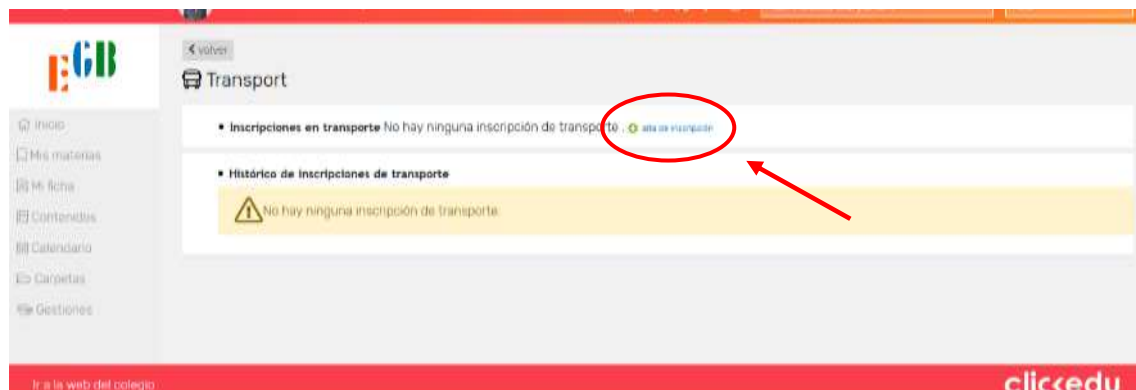 EGB
volver
Transport
Inicio
Mis materias
Mi ficha
Contenidos
Calendario
Carpetas
Gestiones
• Inscripciones en transporte No hay ninguna inscripción de transporte . alta de inscripción
• Histórico de inscripciones de transporte
No hay ninguna inscripción de transporte.
Ir a la web del colegio
clickedu